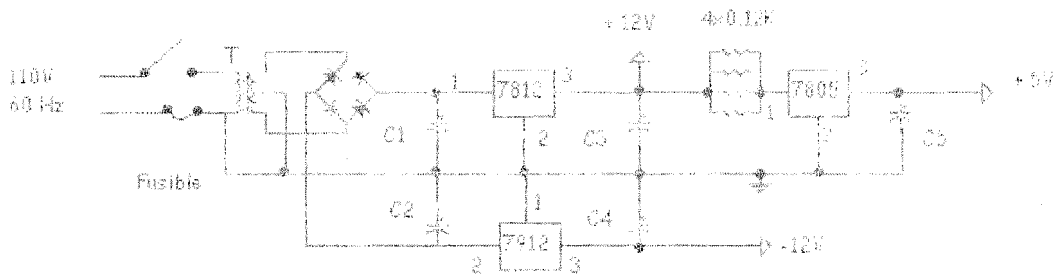 +12V
4x0.12K
T
110V
60 Hz
1
7812
3
7805
3
+5V
1
C1
2
C3
2
C5
Fusible
C2
1
C4
7912
-12V
2
3